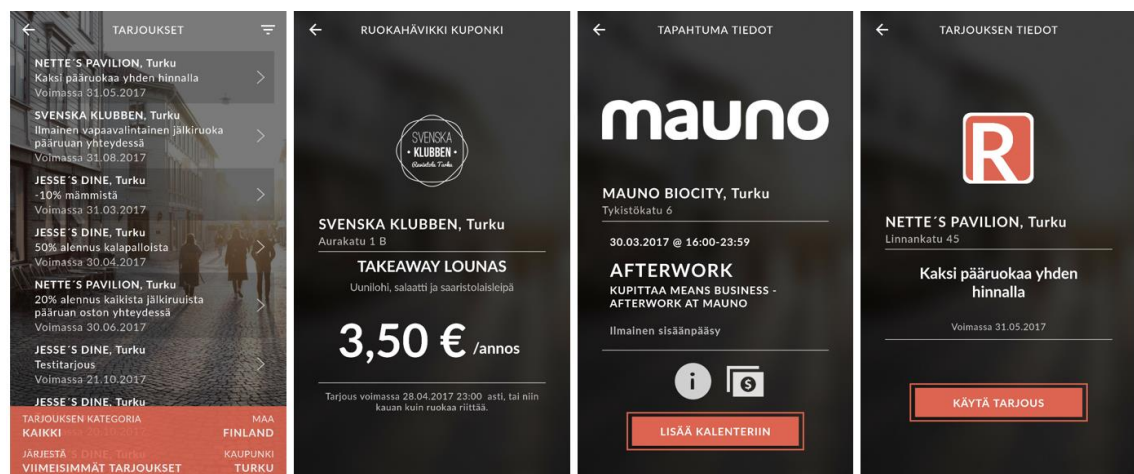 TARJOUKSET
NETTE´S PAVILION, Turku
Kaksi pääruokaa yhden hinnalla
Voimassa 31.05.2017
SVENSKA KLUBBEN, Turku
Ilmainen vapaavalintainen jälkiruoka
pääruuan yhteydessä
Voimassa 31.08.2017
JESSE´S DINE, Turku
-10% mämmistä
Voimassa 31.03.2017
JESSE´S DINE, Turku
50% alennus kalapalloista
Voimassa 30.04.2017
NETTE´S PAVILION, Turku
20% alennus kaikista jälkiruuista
pääruan oston yhteydessä
Voimassa 30.06.2017
JESSE´S DINE, Turku
Testitarjous
Voimassa 21.10.2017
JESSE´S DINE, Turku
TARJOUKSEN KATEGORIA MAA
KAIKKI FINLAND
JÄRJESTÄ KAUPUNKI
VIIMEISIMMÄT TARJOUKSET TURKU
RUOKAHÄVIKKI KUPONKI
SVENSKA
• KLUBBEN •
Ravintola Turku
SVENSKA KLUBBEN, Turku
Aurakatu 1 B
TAKEAWAY LOUNAS
Uunilohi, salaatti ja saaristolaisleipä
3,50 € /annos
Tarjous voimassa 28.04.2017 23:00 asti, tai niin
kauan kuin ruokaa riittää.
TAPAHTUMA TIEDOT
mauno
MAUNO BIOCITY, Turku
Tykistökatu 6
30.03.2017 @ 16:00-23:59
AFTERWORK
KUPITTAA MEANS BUSINESS -
AFTERWORK AT MAUNO
Ilmainen sisäänpääsy
i $
LISÄÄ KALENTERIIN
TARJOUKSEN TIEDOT
R
NETTE´S PAVILION, Turku
Linnankatu 45
Kaksi pääruokaa yhden
hinnalla
Voimassa 31.05.2017
KÄYTÄ TARJOUS